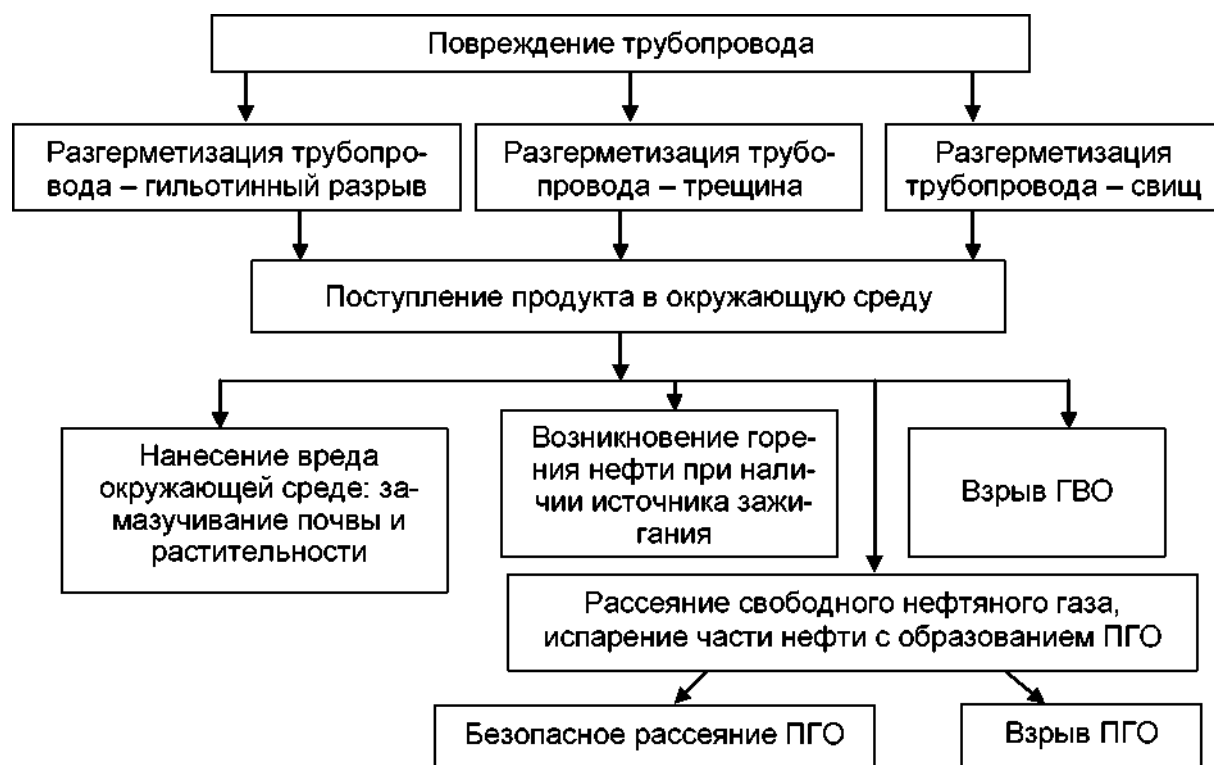 Повреждение трубопровода
Разгерметизация трубопро-
вода – гильотинный разрыв
Разгерметизация трубо-
провода – трещина
Разгерметизация
трубопровода – свищ
Поступление продукта в окружающую среду
Нанесение вреда
окружающей среде: за-
мазучивание почвы и
растительности
Возникновение горе-
ния нефти при нали-
чии источника зажи-
гания
Взрыв ГВО
Рассеяние свободного нефтяного газа,
испарение части нефти с образованием ПГО
Безопасное рассеяние ПГО
Взрыв ПГО